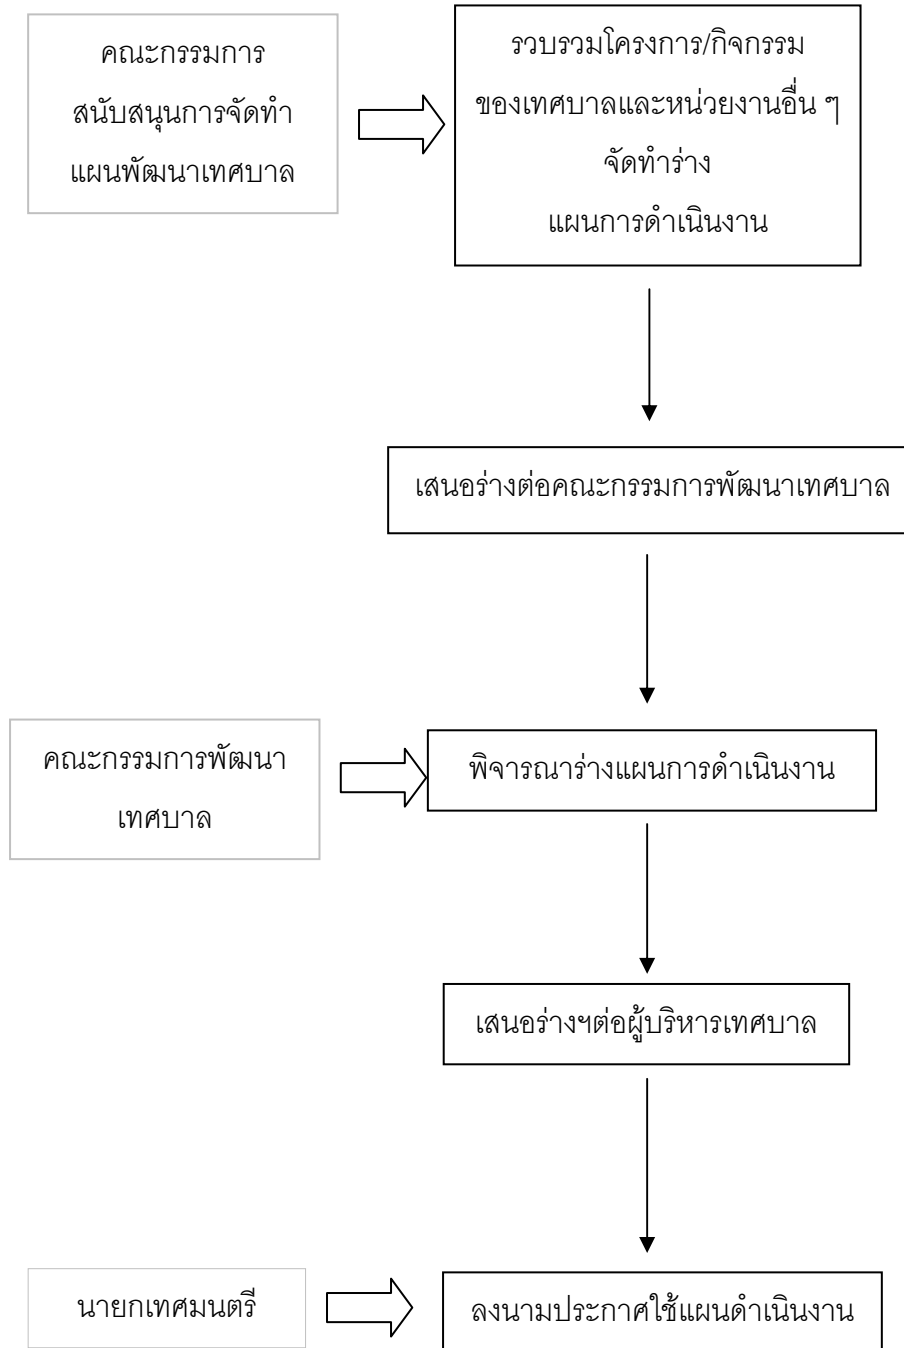 คณะกรรมการ
สนับสนุนการจัดทำ
แผนพัฒนาเทศบาล
รวบรวมโครงการ/กิจกรรม
ของเทศบาลและหน่วยงานอื่น ๆ
จัดทำร่าง
แผนการดำเนินงาน
เสนอร่างต่อคณะกรรมการพัฒนาเทศบาล
คณะกรรมการพัฒนา
เทศบาล
พิจารณาร่างแผนการดำเนินงาน
เสนอร่างฯต่อผู้บริหารเทศบาล
นายกเทศมนตรี
ลงนามประกาศใช้แผนดำเนินงาน